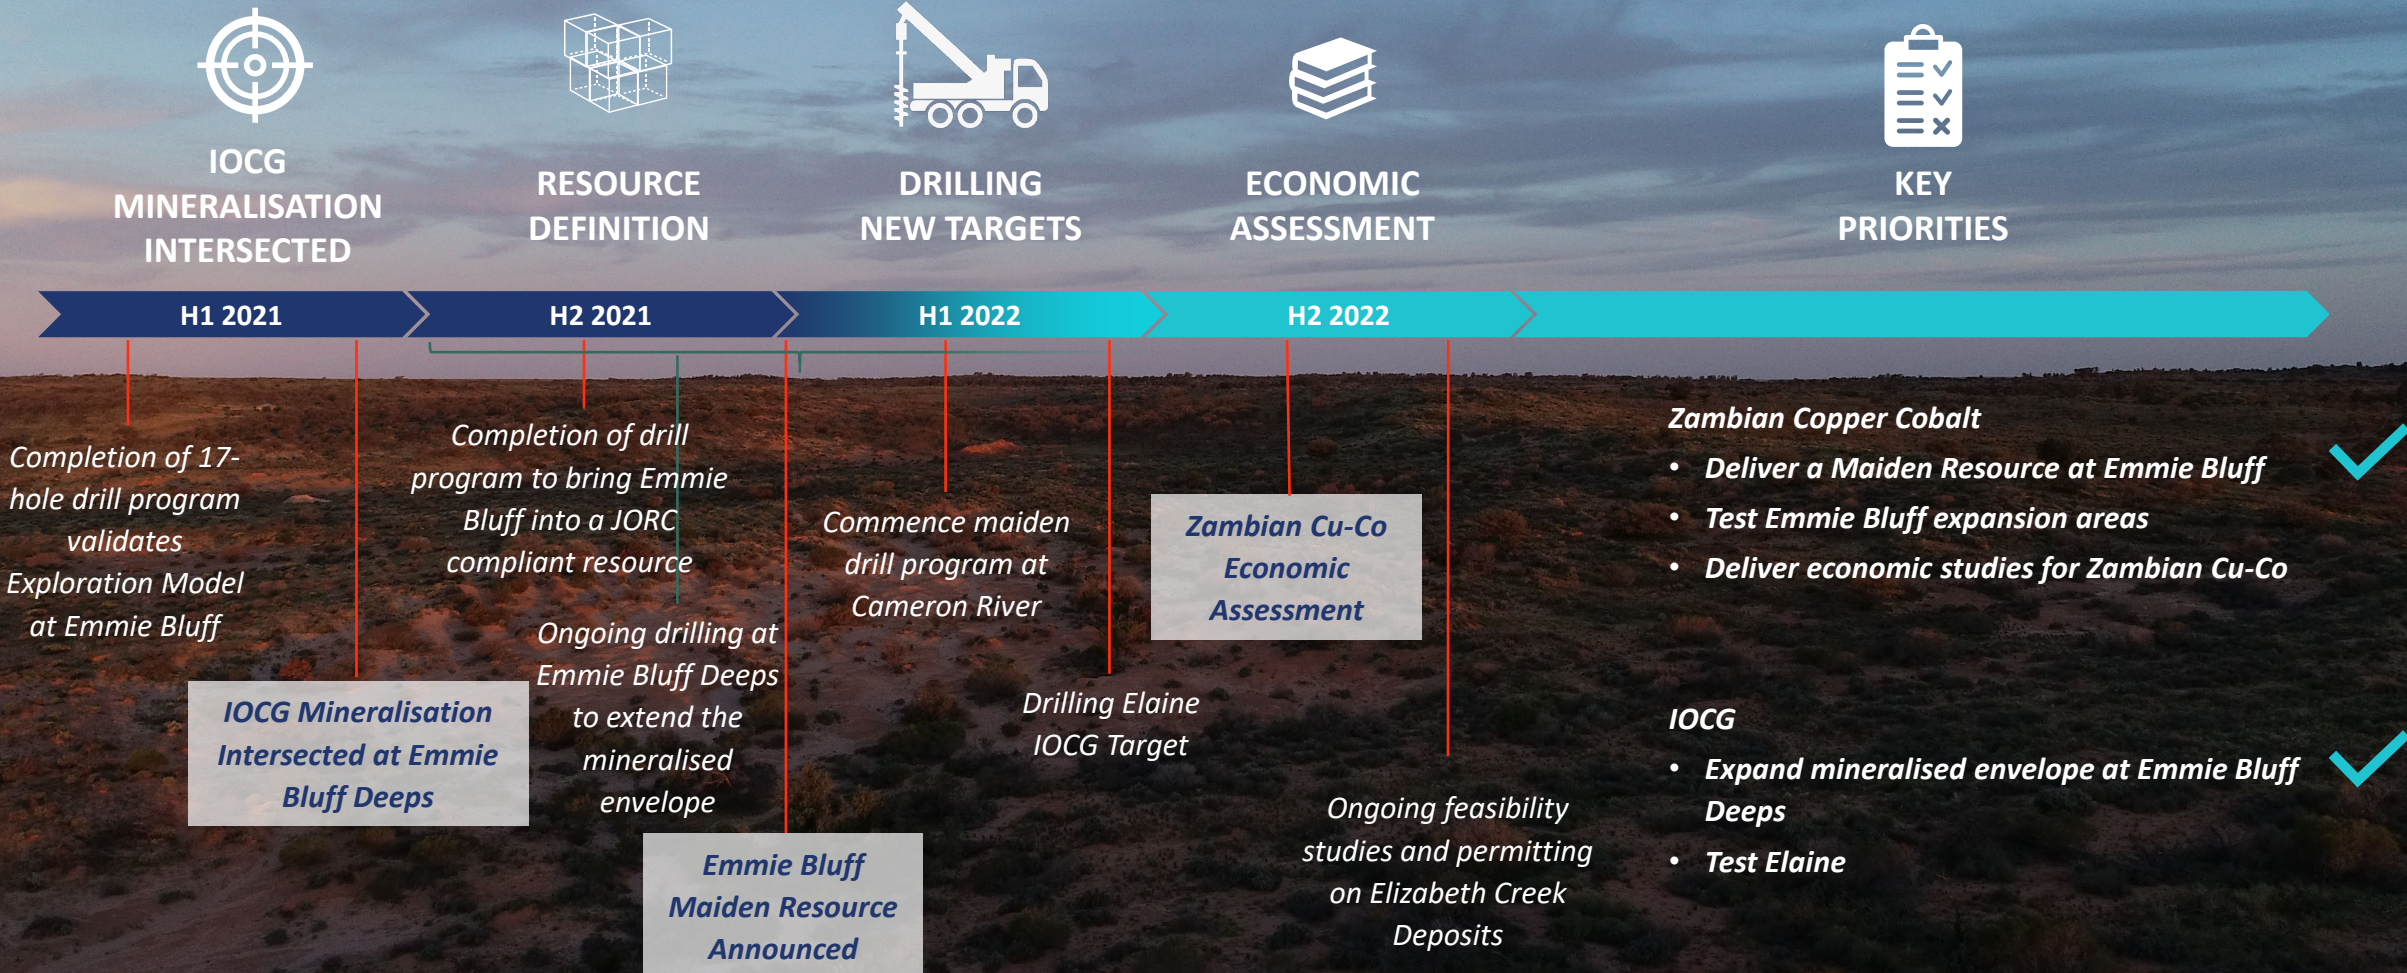 IOCG
MINERALISATION
INTERSECTED
RESOURCE
DEFINITION
DRILLING
NEW TARGETS
ECONOMIC
ASSESSMENT
KEY
PRIORITIES
H1 2021
H2 2021
H1 2022
H2 2022
Completion of 17-
hole drill program
validates
Exploration Model
at Emmie Bluff
IOCG Mineralisation
Intersected at Emmie
Bluff Deeps
Completion of drill
program to bring Emmie
Bluff into a JORC
compliant resource
Ongoing drilling at
Emmie Bluff Deeps
to extend the
mineralised
envelope
Emmie Bluff
Maiden Resource
Announced
Commence maiden
drill program at
Cameron River
Drilling Elaine
IOCG Target
Zambian Cu-Co
Economic
Assessment
Ongoing feasibility
studies and permitting
on Elizabeth Creek
Deposits
Zambian Copper Cobalt
• Deliver a Maiden Resource at Emmie Bluff
• Test Emmie Bluff expansion areas
• Deliver economic studies for Zambian Cu-Co
IOCG
• Expand mineralised envelope at Emmie Bluff
Deeps
• Test Elaine